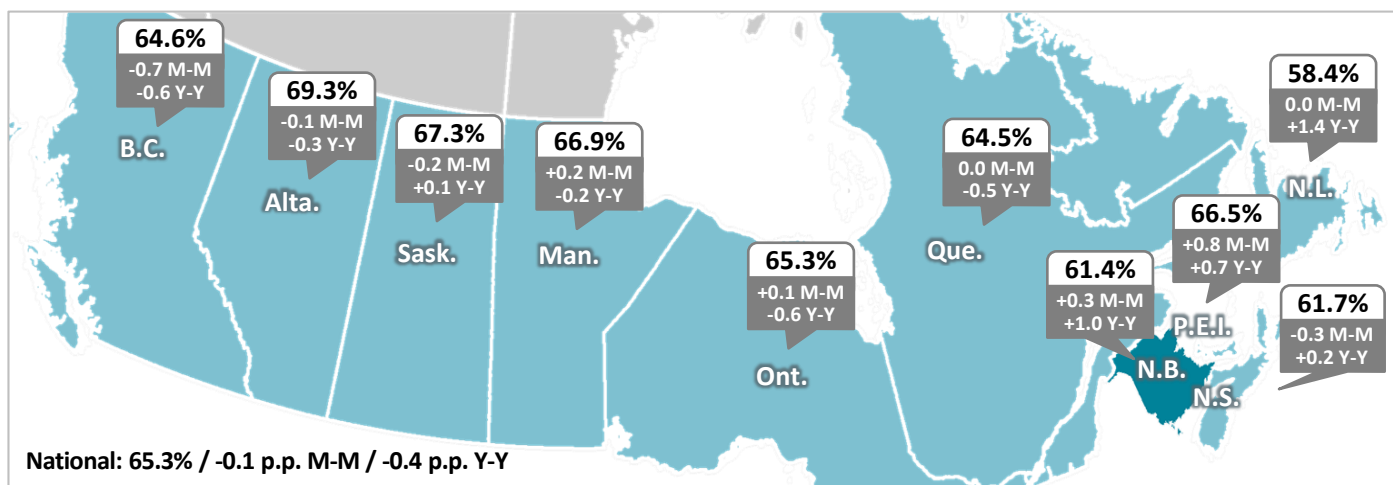 64.6%
-0.7 M-M
-0.6 Y-Y
B.C.
69.3%
-0.1 M-M
-0.3 Y-Y
Alta.
67.3%
-0.2 M-M
+0.1 Y-Y
Sask.
66.9%
+0.2 M-M
-0.2 Y-Y
Man.
65.3%
+0.1 M-M
-0.6 Y-Y
Ont.
64.5%
0.0 M-M
-0.5 Y-Y
Que.
58.4%
0.0 M-M
+1.4 Y-Y
N.L.
66.5%
+0.8 M-M
+0.7 Y-Y
P.E.I.
61.4%
+0.3 M-M
+1.0 Y-Y
N.B.
61.7%
-0.3 M-M
+0.2 Y-Y
N.S.
National: 65.3% / -0.1 p.p. M-M / -0.4 p.p. Y-Y